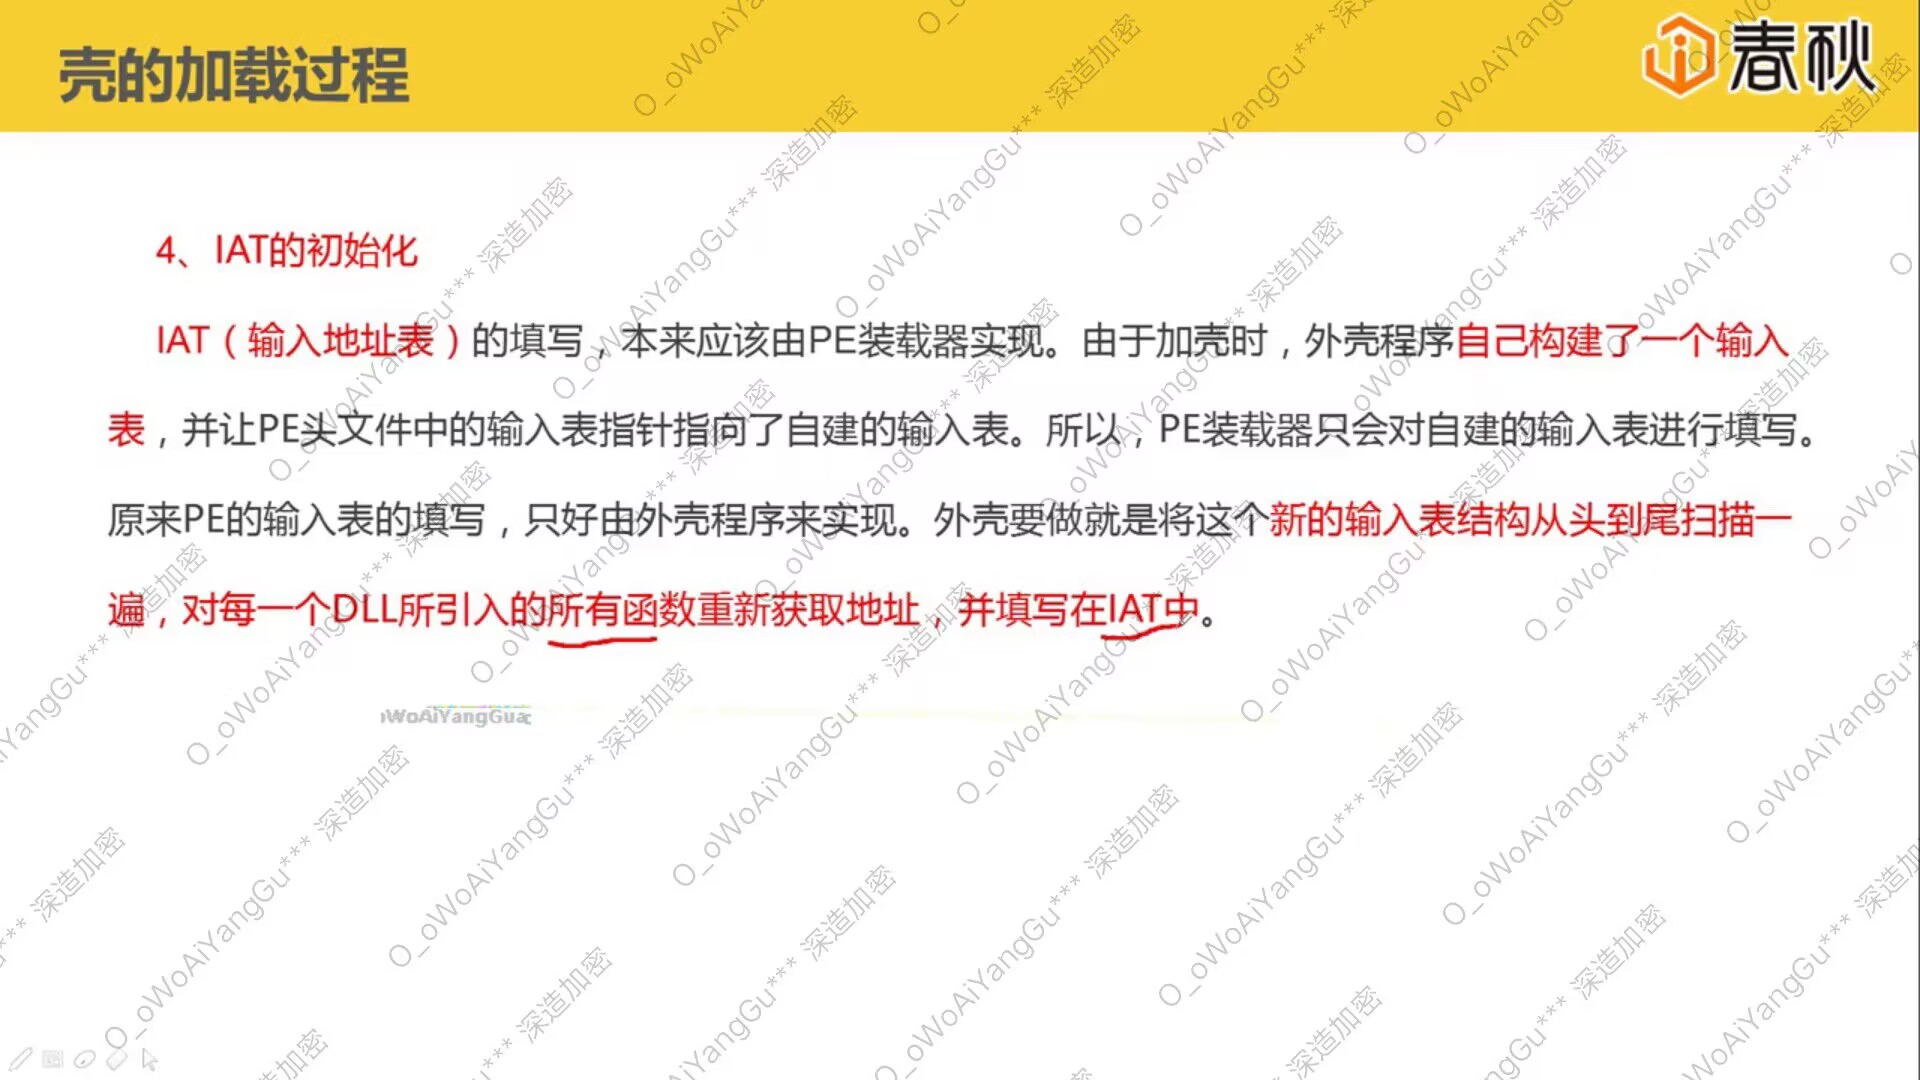 壳的加载过程
春秋
4、IAT的初始化
IAT（输入地址表）的填写，本来应该由PE装载器实现。由于加壳时，外壳程序自己构建了一个输入
表，并让PE头文件中的输入表指针指向了自建的输入表。所以，PE装载器只会对自建的输入表进行填写。
原来PE的输入表的填写，只好由外壳程序来实现。外壳要做就是将这个新的输入表结构从头到尾扫描一
遍，对每一个DLL所引入的所有函数重新获取地址，并填写在IAT中。
WoAiYangGua
O_oWoAiYangGu*** 深造加密